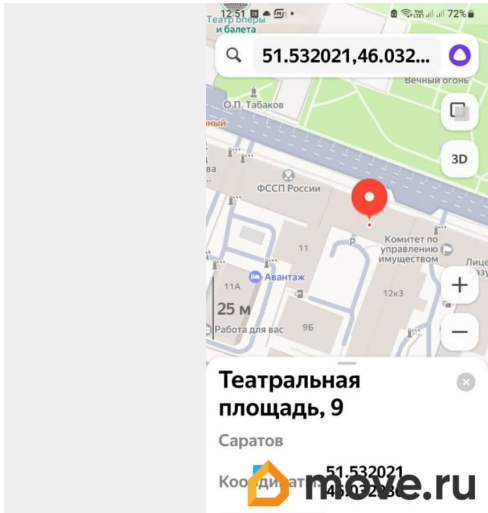 12:51
72%
Театр оперы
и балета
51.532021,46.032...
Вечный огонь
О.П. Табаков
3D
ФССП России
Комитет по
управлению
имуществом
11
P
Авантаж
11А
12к3
25 м
Работа для вас
9Б
Театральная
площадь, 9
Саратов
51.532021
move.ru